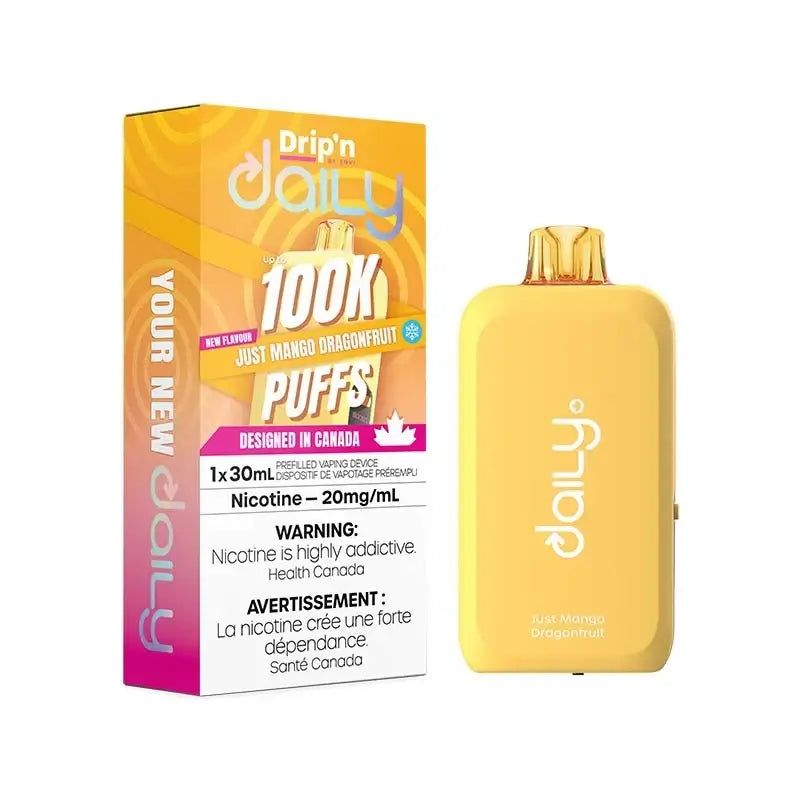 Drip'n
BY ENVI
daily
up to
100K
NEW FLAVOUR
JUST MANGO DRAGONFRUIT
PUFFS
DESIGNED IN CANADA
1 x 30mL
PREFILLED VAPING DEVICE
DISPOSITIF DE VAPOTAGE PRÉREMPLI
Nicotine – 20mg/mL
WARNING:
Nicotine is highly addictive.
Health Canada
AVERTISSEMENT :
La nicotine crée une forte
dépendance.
Santé Canada
YOUR NEW daily
daily
Just Mango
Dragonfruit